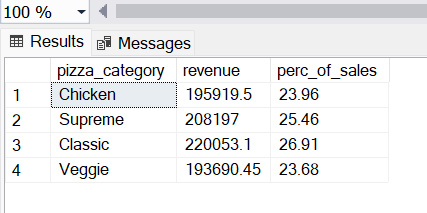 100 %
Results Messages
pizza_category revenue perc_of_sales
1 Chicken 195919.5 23.96
2 Supreme 208197 25.46
3 Classic 220053.1 26.91
4 Veggie 193690.45 23.68